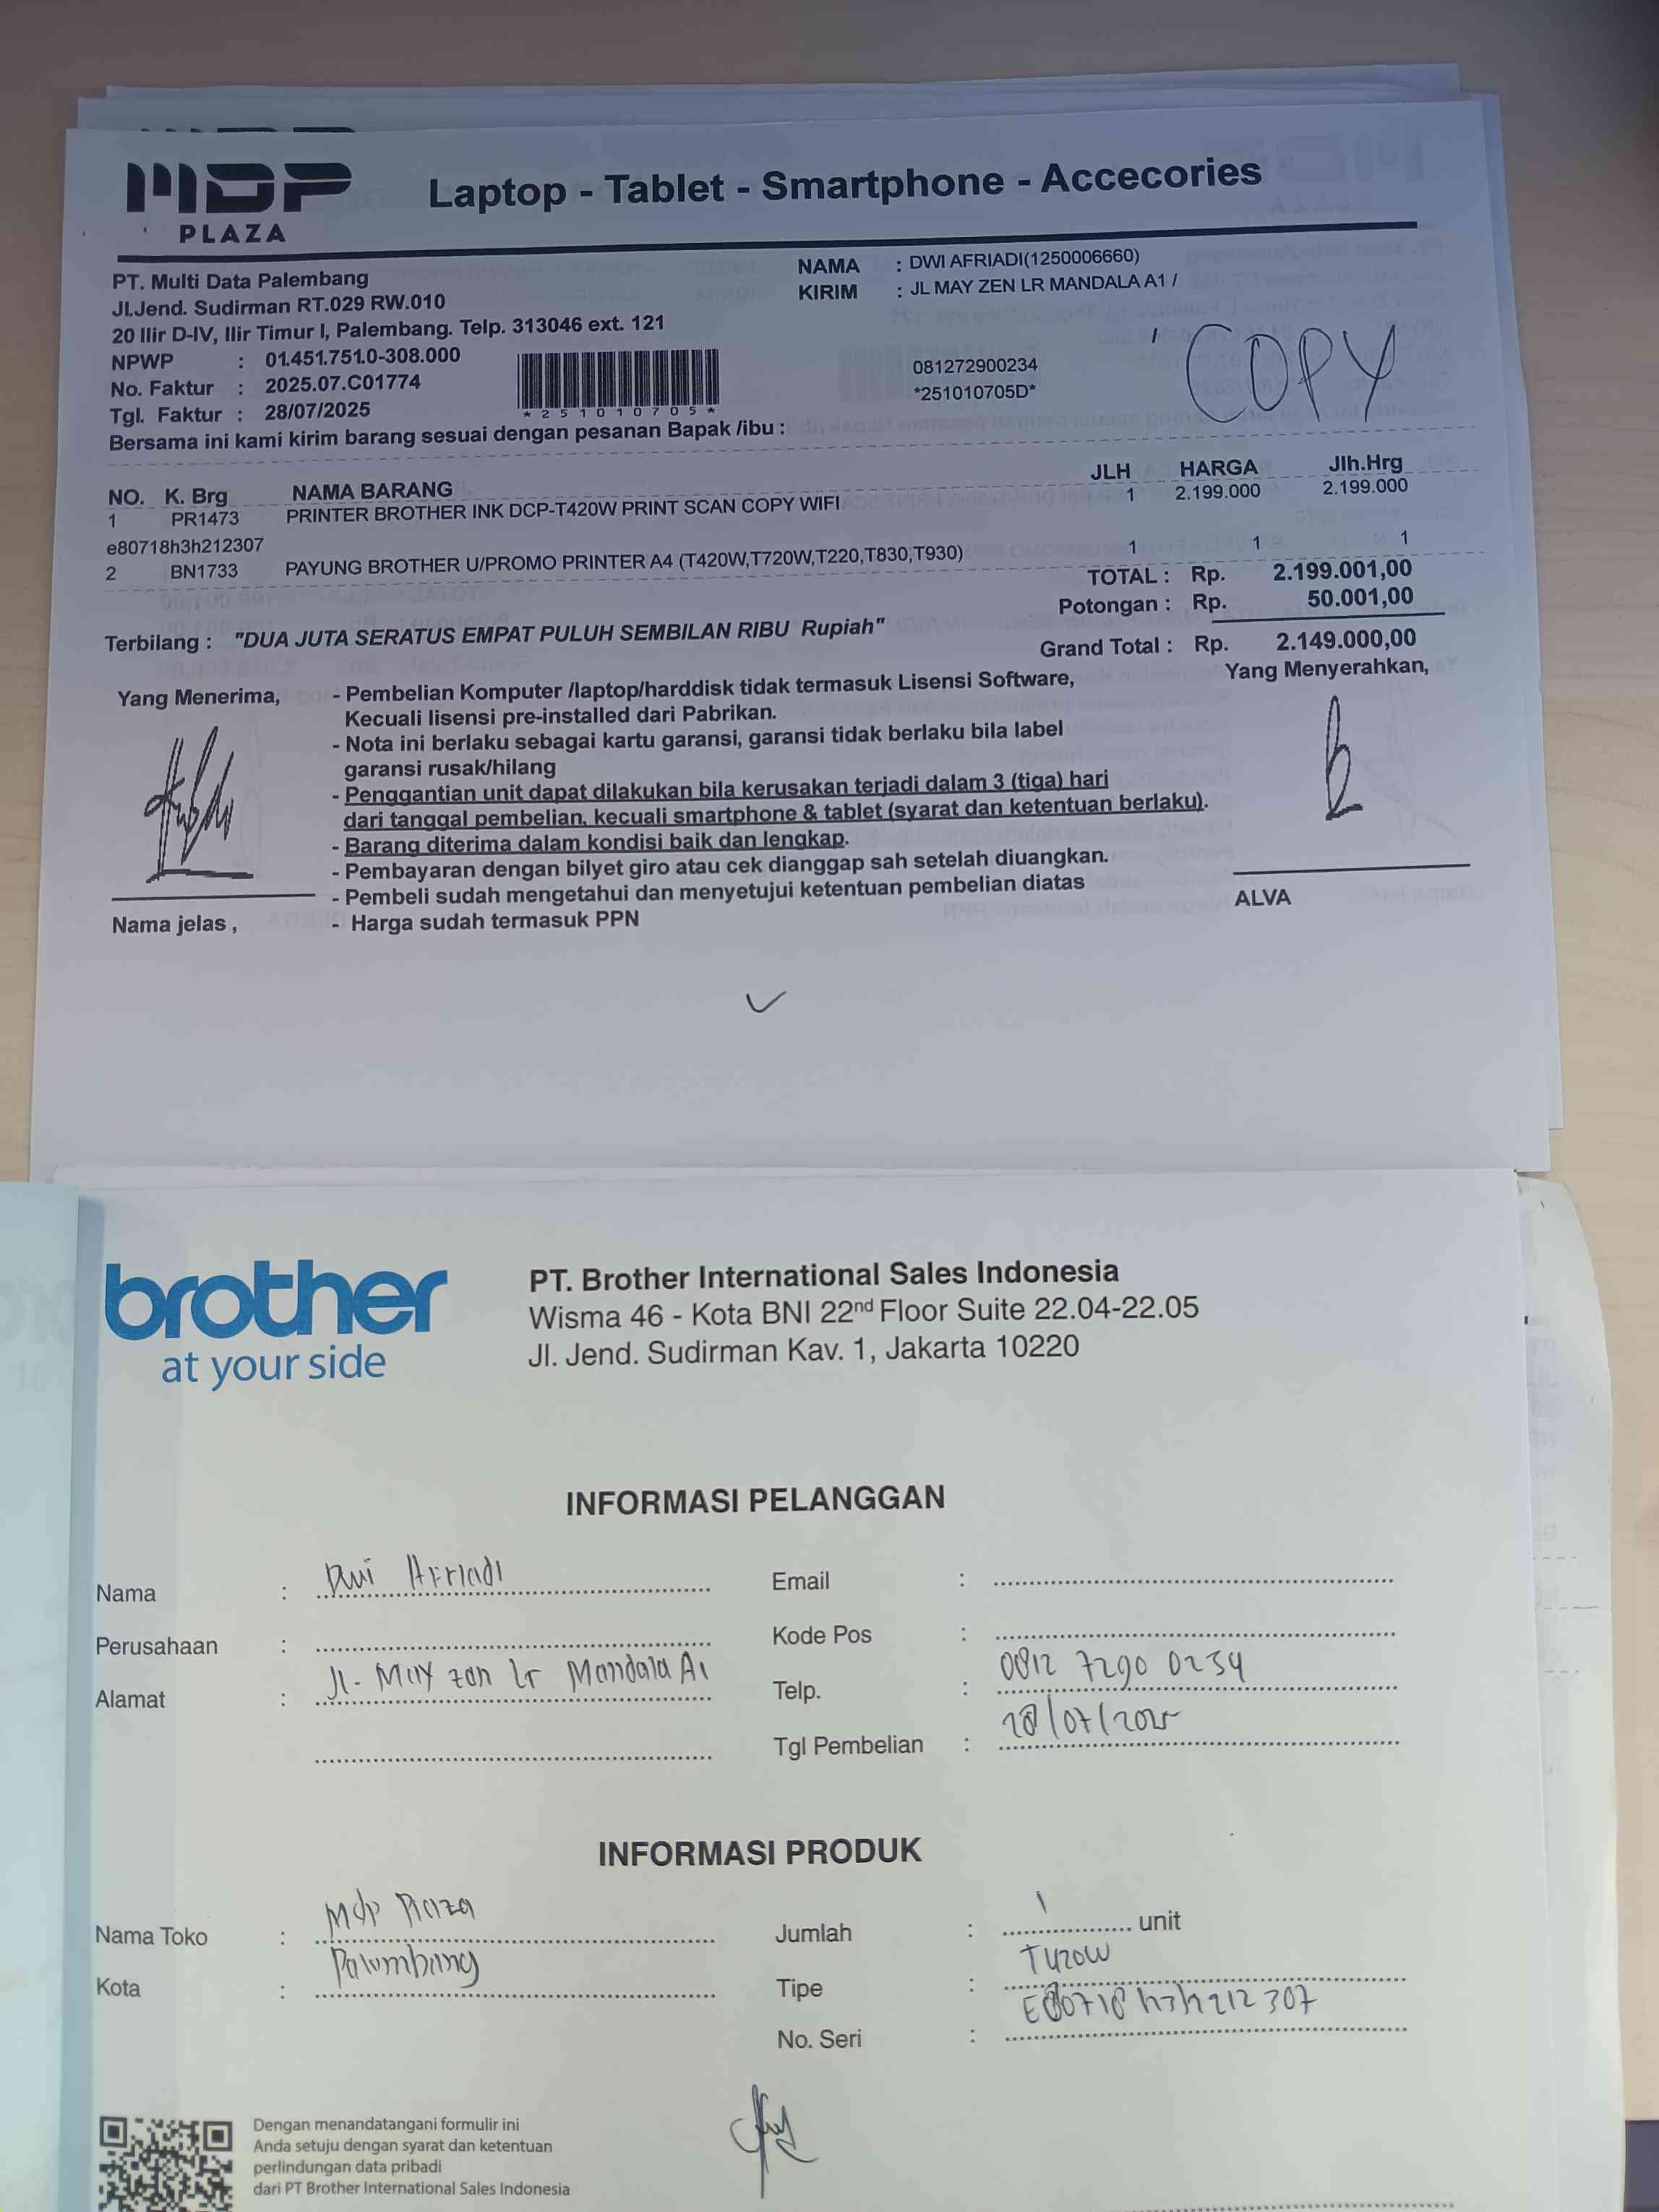 MDP
PLAZA
Laptop - Tablet - Smartphone - Accecories
PT. Multi Data Palembang
Jl.Jend. Sudirman RT.029 RW.010
20 Ilir D-IV, Ilir Timur I, Palembang. Telp. 313046 ext. 121
NPWP : 01.451.751.0-308.000
No. Faktur : 2025.07.C01774
Tgl. Faktur : 28/07/2025
*251010705*
NAMA : DWI AFRIADI(1250006660)
KIRIM : JL MAY ZEN LR MANDALA A1 /
081272900234
*251010705D*
COPY
Bersama ini kami kirim barang sesuai dengan pesanan Bapak /ibu :
NO. K. Brg NAMA BARANG JLH HARGA Jlh.Hrg
1 PR1473 PRINTER BROTHER INK DCP-T420W PRINT SCAN COPY WIFI 1 2.199.000 2.199.000
e80718h3h212307
2 BN1733 PAYUNG BROTHER U/PROMO PRINTER A4 (T420W,T720W,T220,T830,T930) 1 1 1
TOTAL : Rp. 2.199.001,00
Potongan : Rp. 50.001,00
Terbilang : "DUA JUTA SERATUS EMPAT PULUH SEMBILAN RIBU Rupiah"
Grand Total : Rp. 2.149.000,00
Yang Menerima,
- Pembelian Komputer /laptop/harddisk tidak termasuk Lisensi Software,
Kecuali lisensi pre-installed dari Pabrikan.
- Nota ini berlaku sebagai kartu garansi, garansi tidak berlaku bila label
garansi rusak/hilang
- Penggantian unit dapat dilakukan bila kerusakan terjadi dalam 3 (tiga) hari
dari tanggal pembelian, kecuali smartphone & tablet (syarat dan ketentuan berlaku).
- Barang diterima dalam kondisi baik dan lengkap.
- Pembayaran dengan bilyet giro atau cek dianggap sah setelah diuangkan.
- Pembeli sudah mengetahui dan menyetujui ketentuan pembelian diatas
- Harga sudah termasuk PPN
Yang Menyerahkan,
ALVA
Nama jelas ,
brother
at your side
PT. Brother International Sales Indonesia
Wisma 46 - Kota BNI 22nd Floor Suite 22.04-22.05
Jl. Jend. Sudirman Kav. 1, Jakarta 10220
INFORMASI PELANGGAN
Nama : Dwi Afriadi
Perusahaan :
Alamat : Jl. May zen lr Mandala A1
Email :
Kode Pos :
Telp. : 0812 7290 0234
Tgl Pembelian : 28/07/2025
INFORMASI PRODUK
Nama Toko : Mdp Plaza
Kota : Palembang
Jumlah : 1 unit
Tipe : T420W
No. Seri : E80718h3h212307
Dengan menandatangani formulir ini
Anda setuju dengan syarat dan ketentuan
perlindungan data pribadi
dari PT Brother International Sales Indonesia